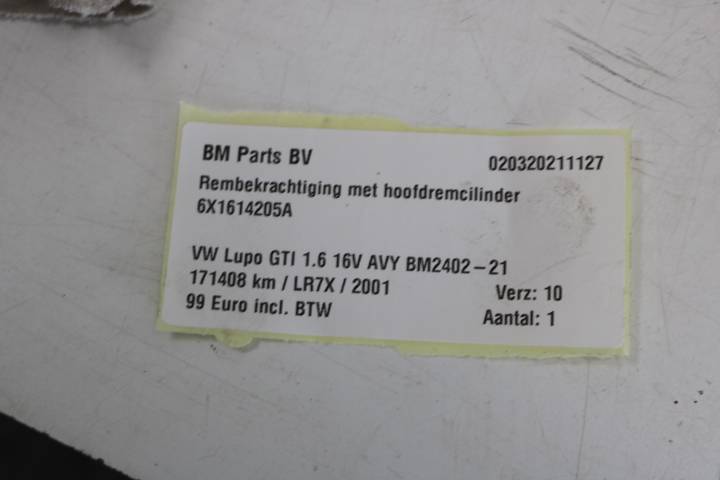 BM Parts BV 020320211127
Rembekrachtiging met hoofdremcilinder
6X1614205A
VW Lupo GTI 1.6 16V AVY BM2402-21
171408 km / LR7X / 2001 Verz: 10
99 Euro incl. BTW Aantal: 1